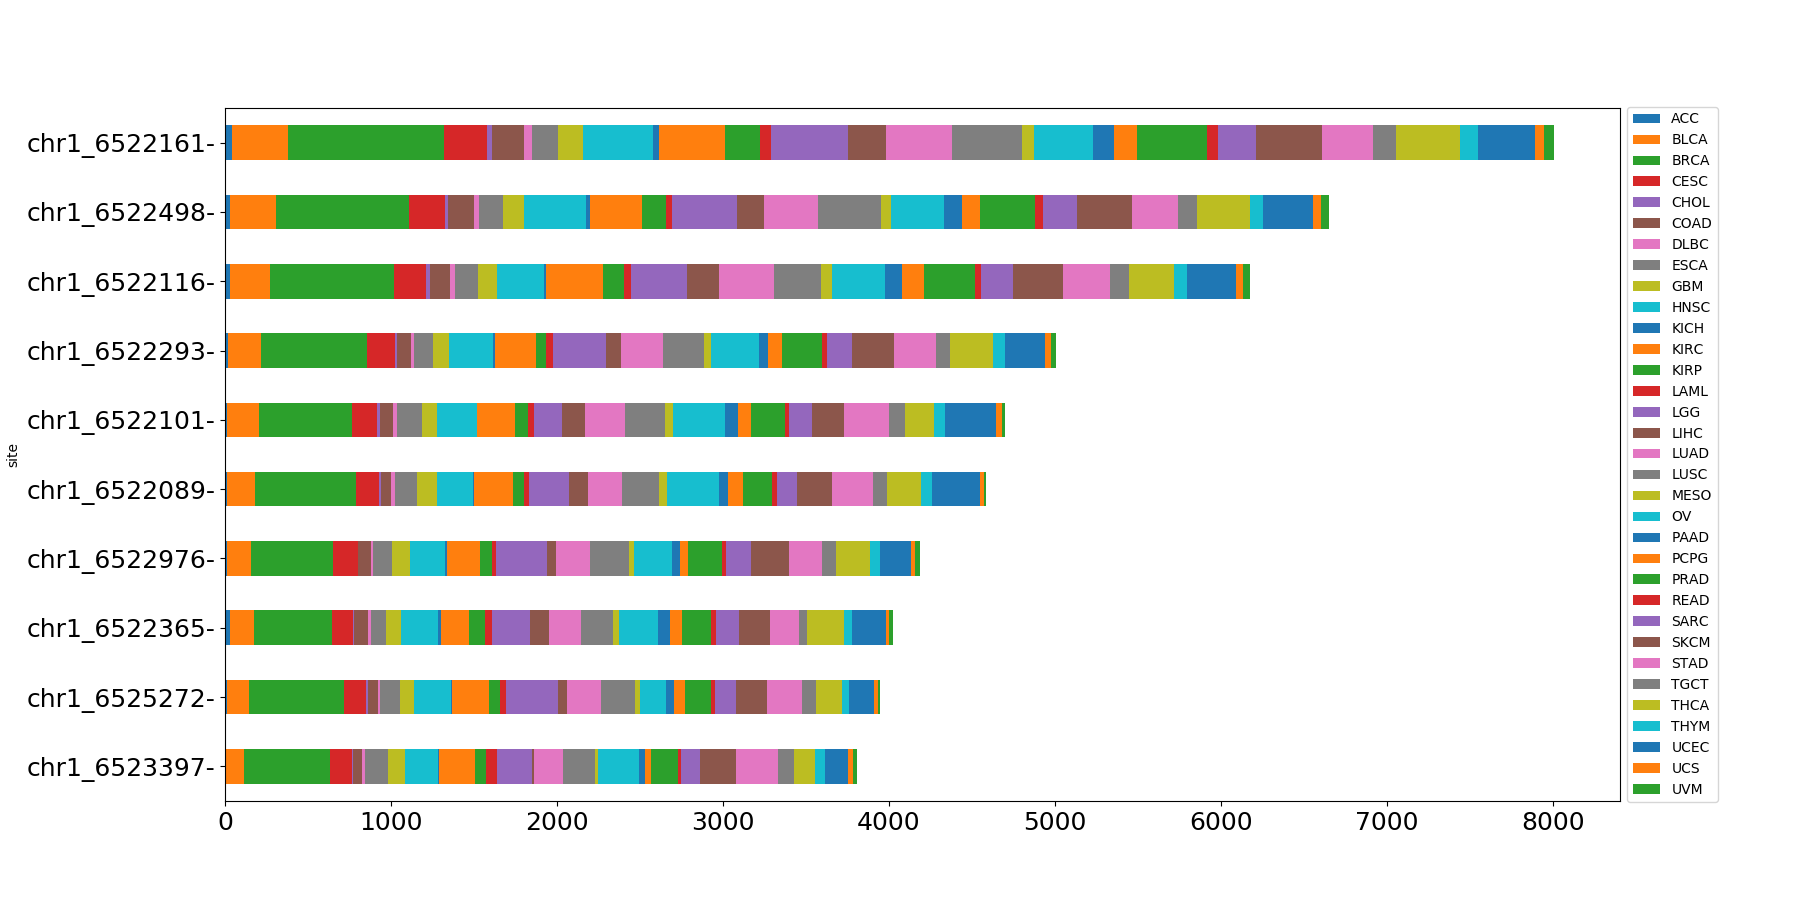 chr1_6522161-
chr1_6522498-
chr1_6522116-
chr1_6522293-
chr1_6522101-
chr1_6522089-
chr1_6522976-
chr1_6522365-
chr1_6525272-
chr1_6523397-
site
0 1000 2000 3000 4000 5000 6000 7000 8000
ACC
BLCA
BRCA
CESC
CHOL
COAD
DLBC
ESCA
GBM
HNSC
KICH
KIRC
KIRP
LAML
LGG
LIHC
LUAD
LUSC
MESO
OV
PAAD
PCPG
PRAD
READ
SARC
SKCM
STAD
TGCT
THCA
THYM
UCEC
UCS
UVM